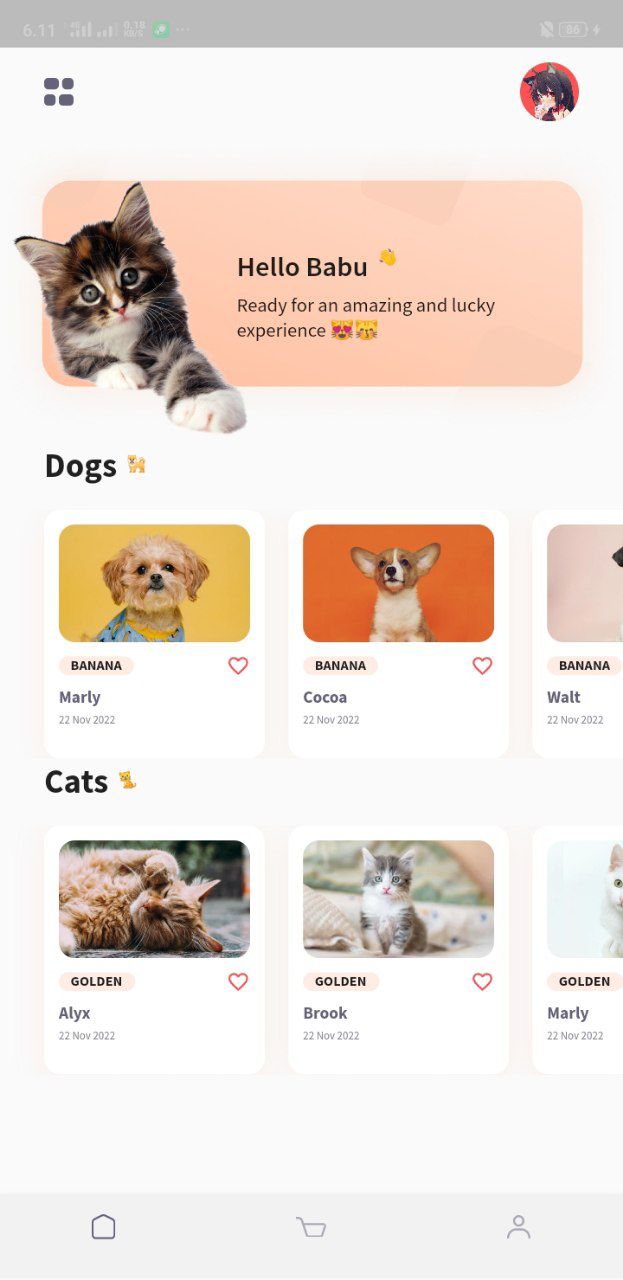 6.11 4G 0.18 KB/S ... 86
Hello Babu 👋
Ready for an amazing and lucky
experience 😻😽
Dogs 🐕
BANANA BANANA BANANA
Marly Cocoa Walt
22 Nov 2022 22 Nov 2022 22 Nov 2022
Cats 🐈
GOLDEN GOLDEN GOLDEN
Alyx Brook Marly
22 Nov 2022 22 Nov 2022 22 Nov 2022